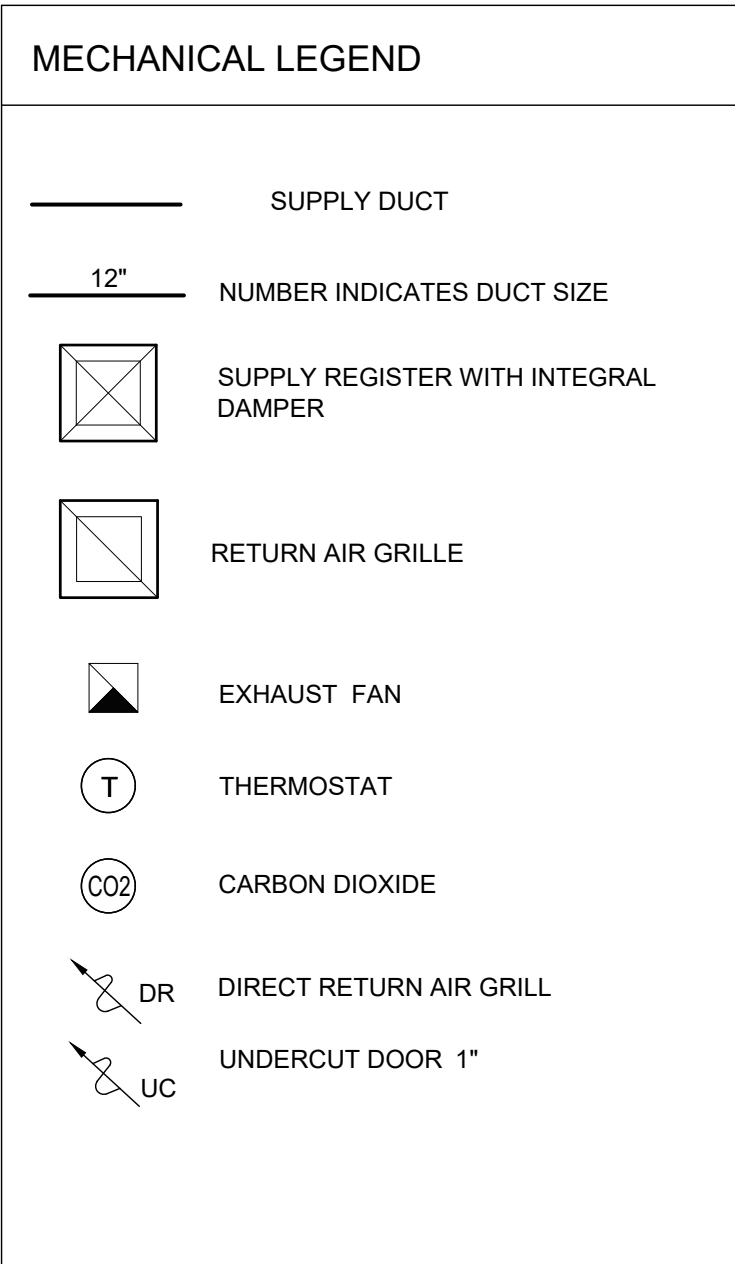 MECHANICAL LEGEND
SUPPLY DUCT
12" NUMBER INDICATES DUCT SIZE
SUPPLY REGISTER WITH INTEGRAL
DAMPER
RETURN AIR GRILLE
EXHAUST FAN
T THERMOSTAT
CO2 CARBON DIOXIDE
DR DIRECT RETURN AIR GRILL
UC UNDERCUT DOOR 1"